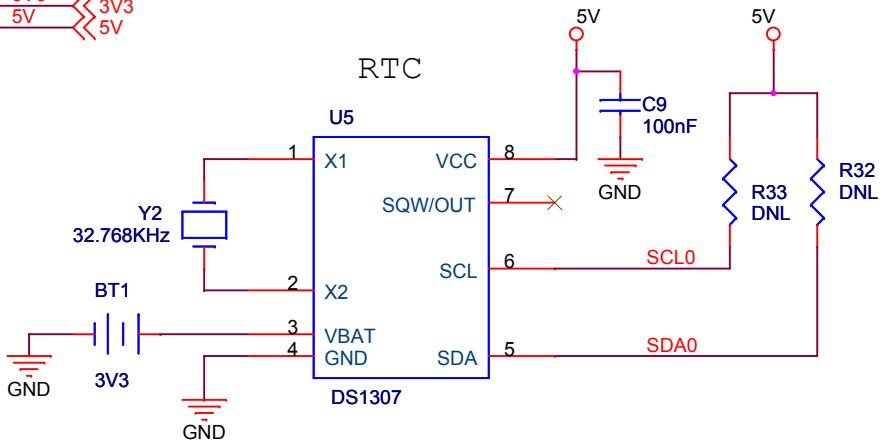 3V3
5V
5V
5V
5V
RTC
U5
C9
100nF
GND
1
X1
VCC
8
SQW/OUT
7
Y2
32.768KHz
R33
DNL
R32
DNL
SCL
6
SCL0
2
X2
BT1
3
VBAT
4
GND
SDA
5
SDA0
3V3
GND
DS1307
GND